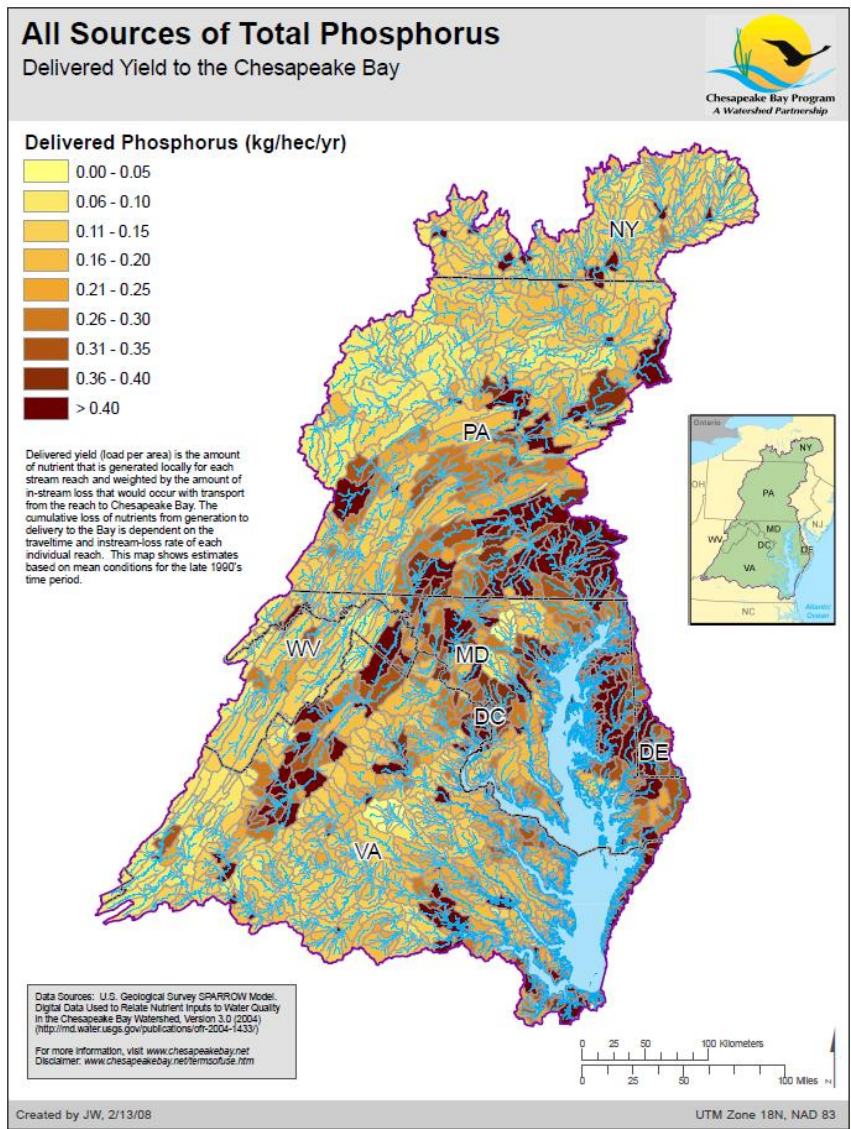 All Sources of Total Phosphorus
Delivered Yield to the Chesapeake Bay
Chesapeake Bay Program
A Watershed Partnership
Delivered Phosphorus (kg/hec/yr)
0.00 - 0.05
0.06 - 0.10
0.11 - 0.15
0.16 - 0.20
0.21 - 0.25
0.26 - 0.30
0.31 - 0.35
0.36 - 0.40
> 0.40
Delivered yield (load per area) is the amount
of nutrient that is generated locally for each
stream reach and weighted by the amount of
in-stream loss that would occur with transport
from the reach to Chesapeake Bay. The
cumulative loss of nutrients from generation to
delivery to the Bay is dependent on the
traveltime and instream-loss rate of each
individual reach. This map shows estimates
based on mean conditions for the late 1990's
time period.
NY
PA
WV
MD
DC
DE
VA
Ontario
NY
OH
PA
NJ
MD
WV
DC
DE
VA
NC
Atlantic
Ocean
Data Sources: U.S. Geological Survey SPARROW Model.
Digital Data Used to Relate Nutrient Inputs to Water Quality
in the Chesapeake Bay Watershed, Version 3.0 (2004)
(http://md.water.usgs.gov/publications/ofr-2004-1433/)
For more information, visit www.chesapeakebay.net
Disclaimer: www.chesapeakebay.net/termsofuse.htm
0 25 50 100 Kilometers
0 25 50 100 Miles
N
Created by JW, 2/13/08
UTM Zone 18N, NAD 83